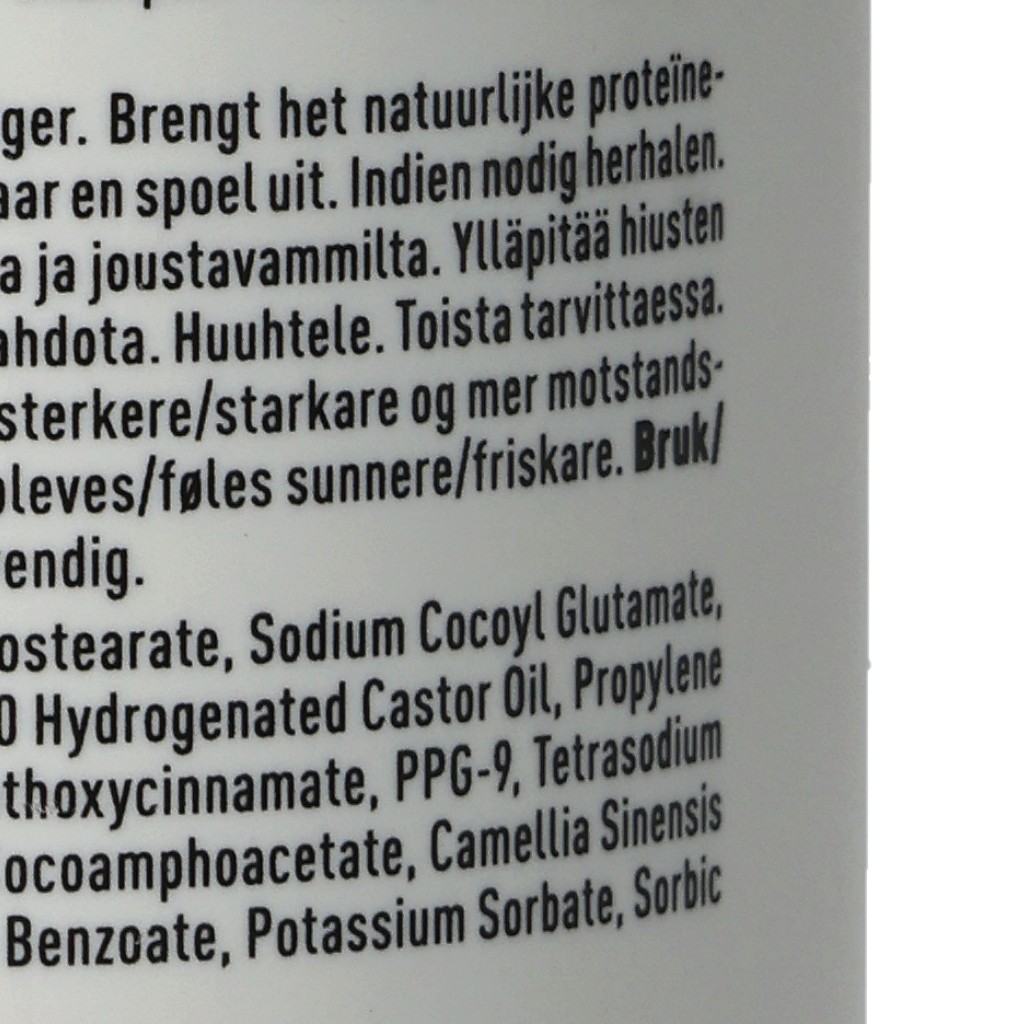 ger. Brengt het natuurlijke proteïne-
aar en spoel uit. Indien nodig herhalen.
a ja joustavammilta. Ylläpitää hiusten
ahdota. Huuhtele. Toista tarvittaessa.
sterkere/starkare og mer motstands-
pleves/føles sunnere/friskare. Bruk/
vendig.
ostearate, Sodium Cocoyl Glutamate,
0 Hydrogenated Castor Oil, Propylene
thoxycinnamate, PPG-9, Tetrasodium
ocoamphoacetate, Camellia Sinensis
Benzoate, Potassium Sorbate, Sorbic